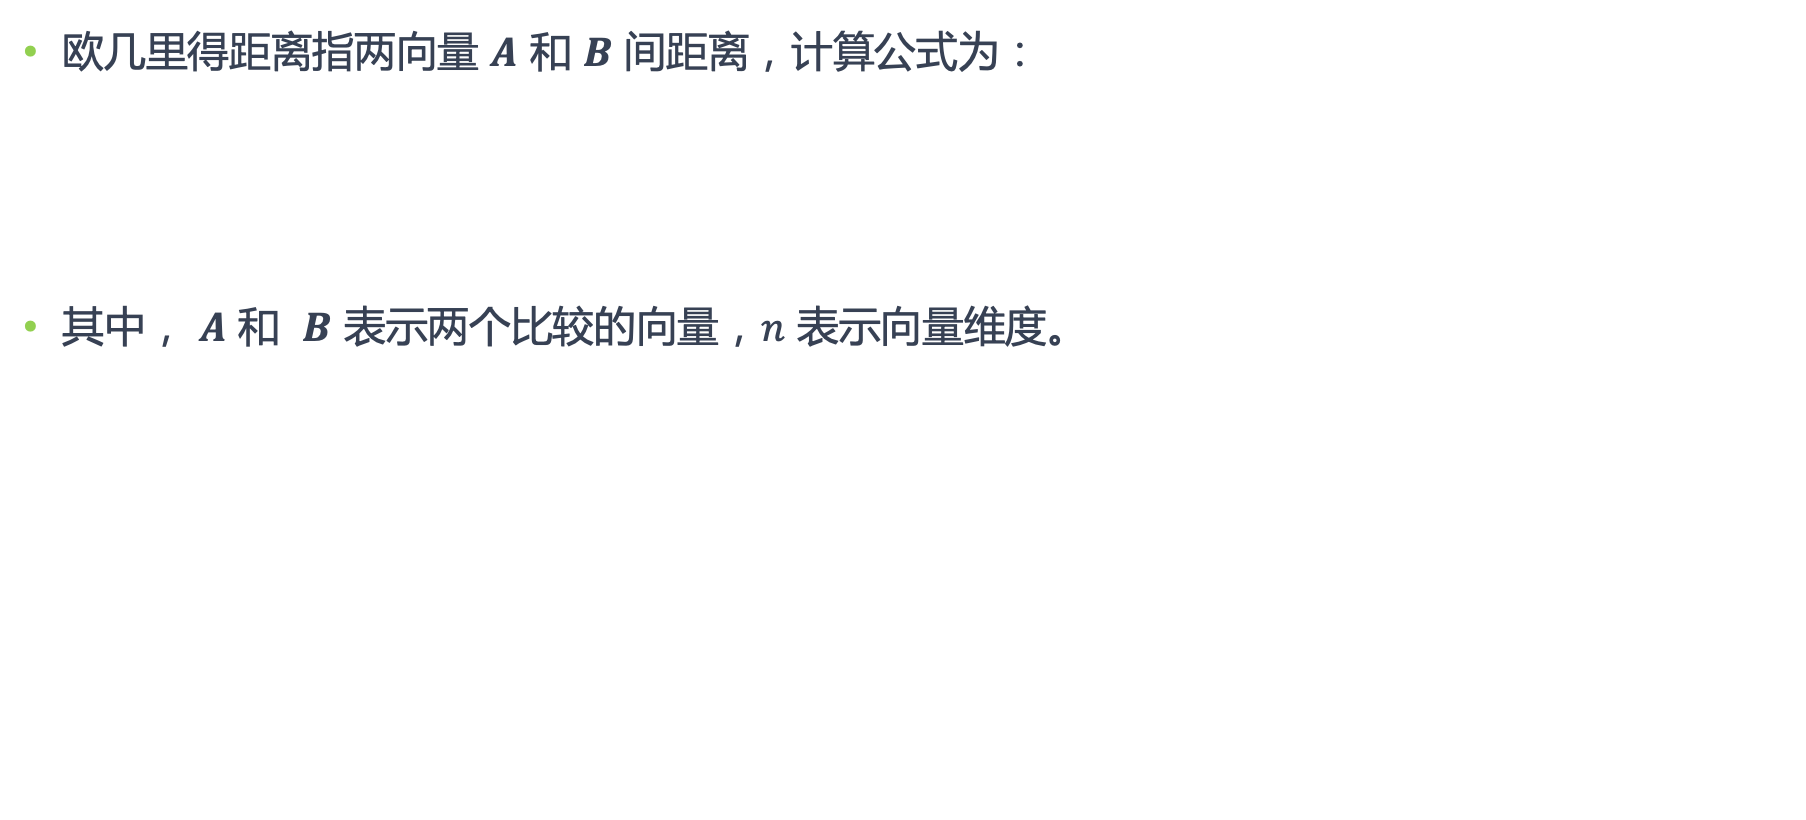 • 欧几里得距离指两向量 A 和 B 间距离，计算公式为：
• 其中， A 和 B 表示两个比较的向量，n 表示向量维度。